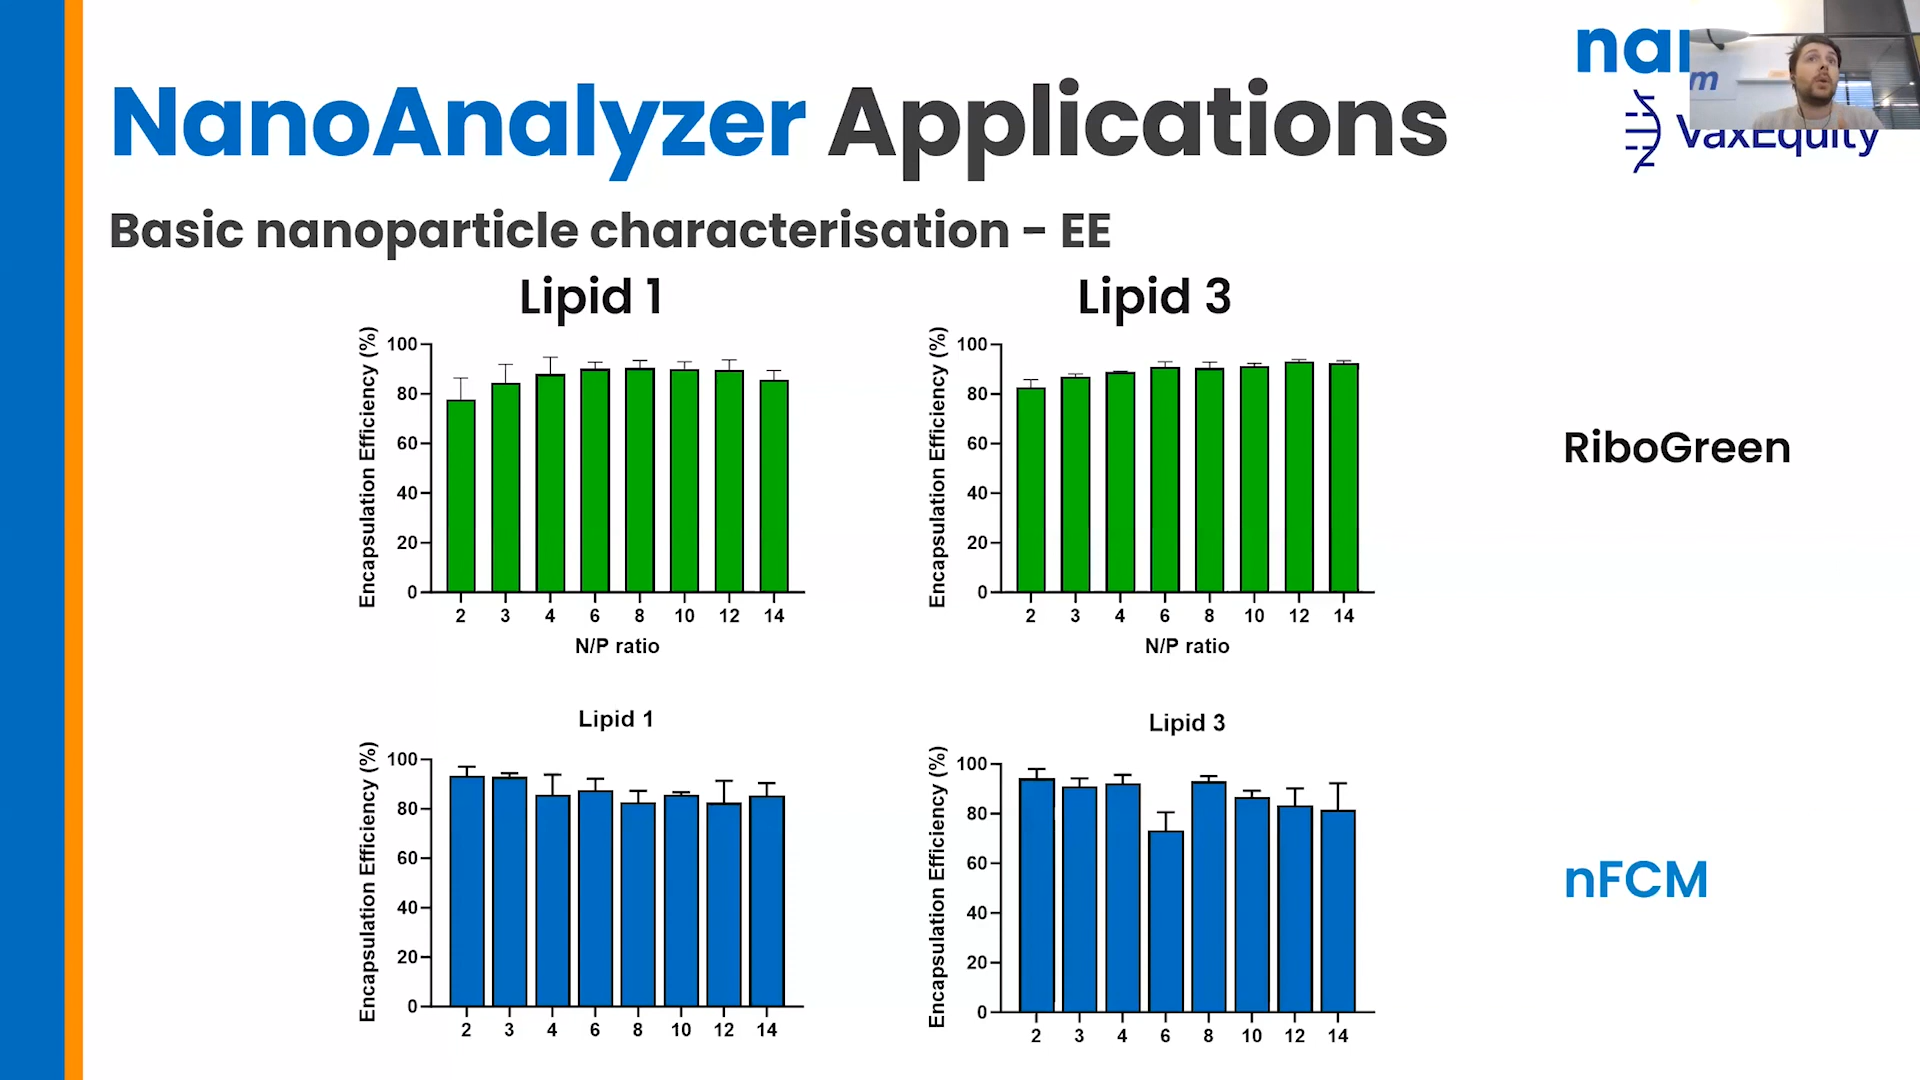 NanoAnalyzer Applications
nan
m
VaxEquity
Basic nanoparticle characterisation - EE
Lipid 1
Lipid 3
Encapsulation Efficiency (%)
100
80
60
40
20
0
2 3 4 6 8 10 12 14
N/P ratio
Encapsulation Efficiency (%)
100
80
60
40
20
0
2 3 4 6 8 10 12 14
N/P ratio
RiboGreen
Lipid 1
Encapsulation Efficiency (%)
100
80
60
40
20
0
2 3 4 6 8 10 12 14
Lipid 3
Encapsulation Efficiency (%)
100
80
60
40
20
0
2 3 4 6 8 10 12 14
nFCM